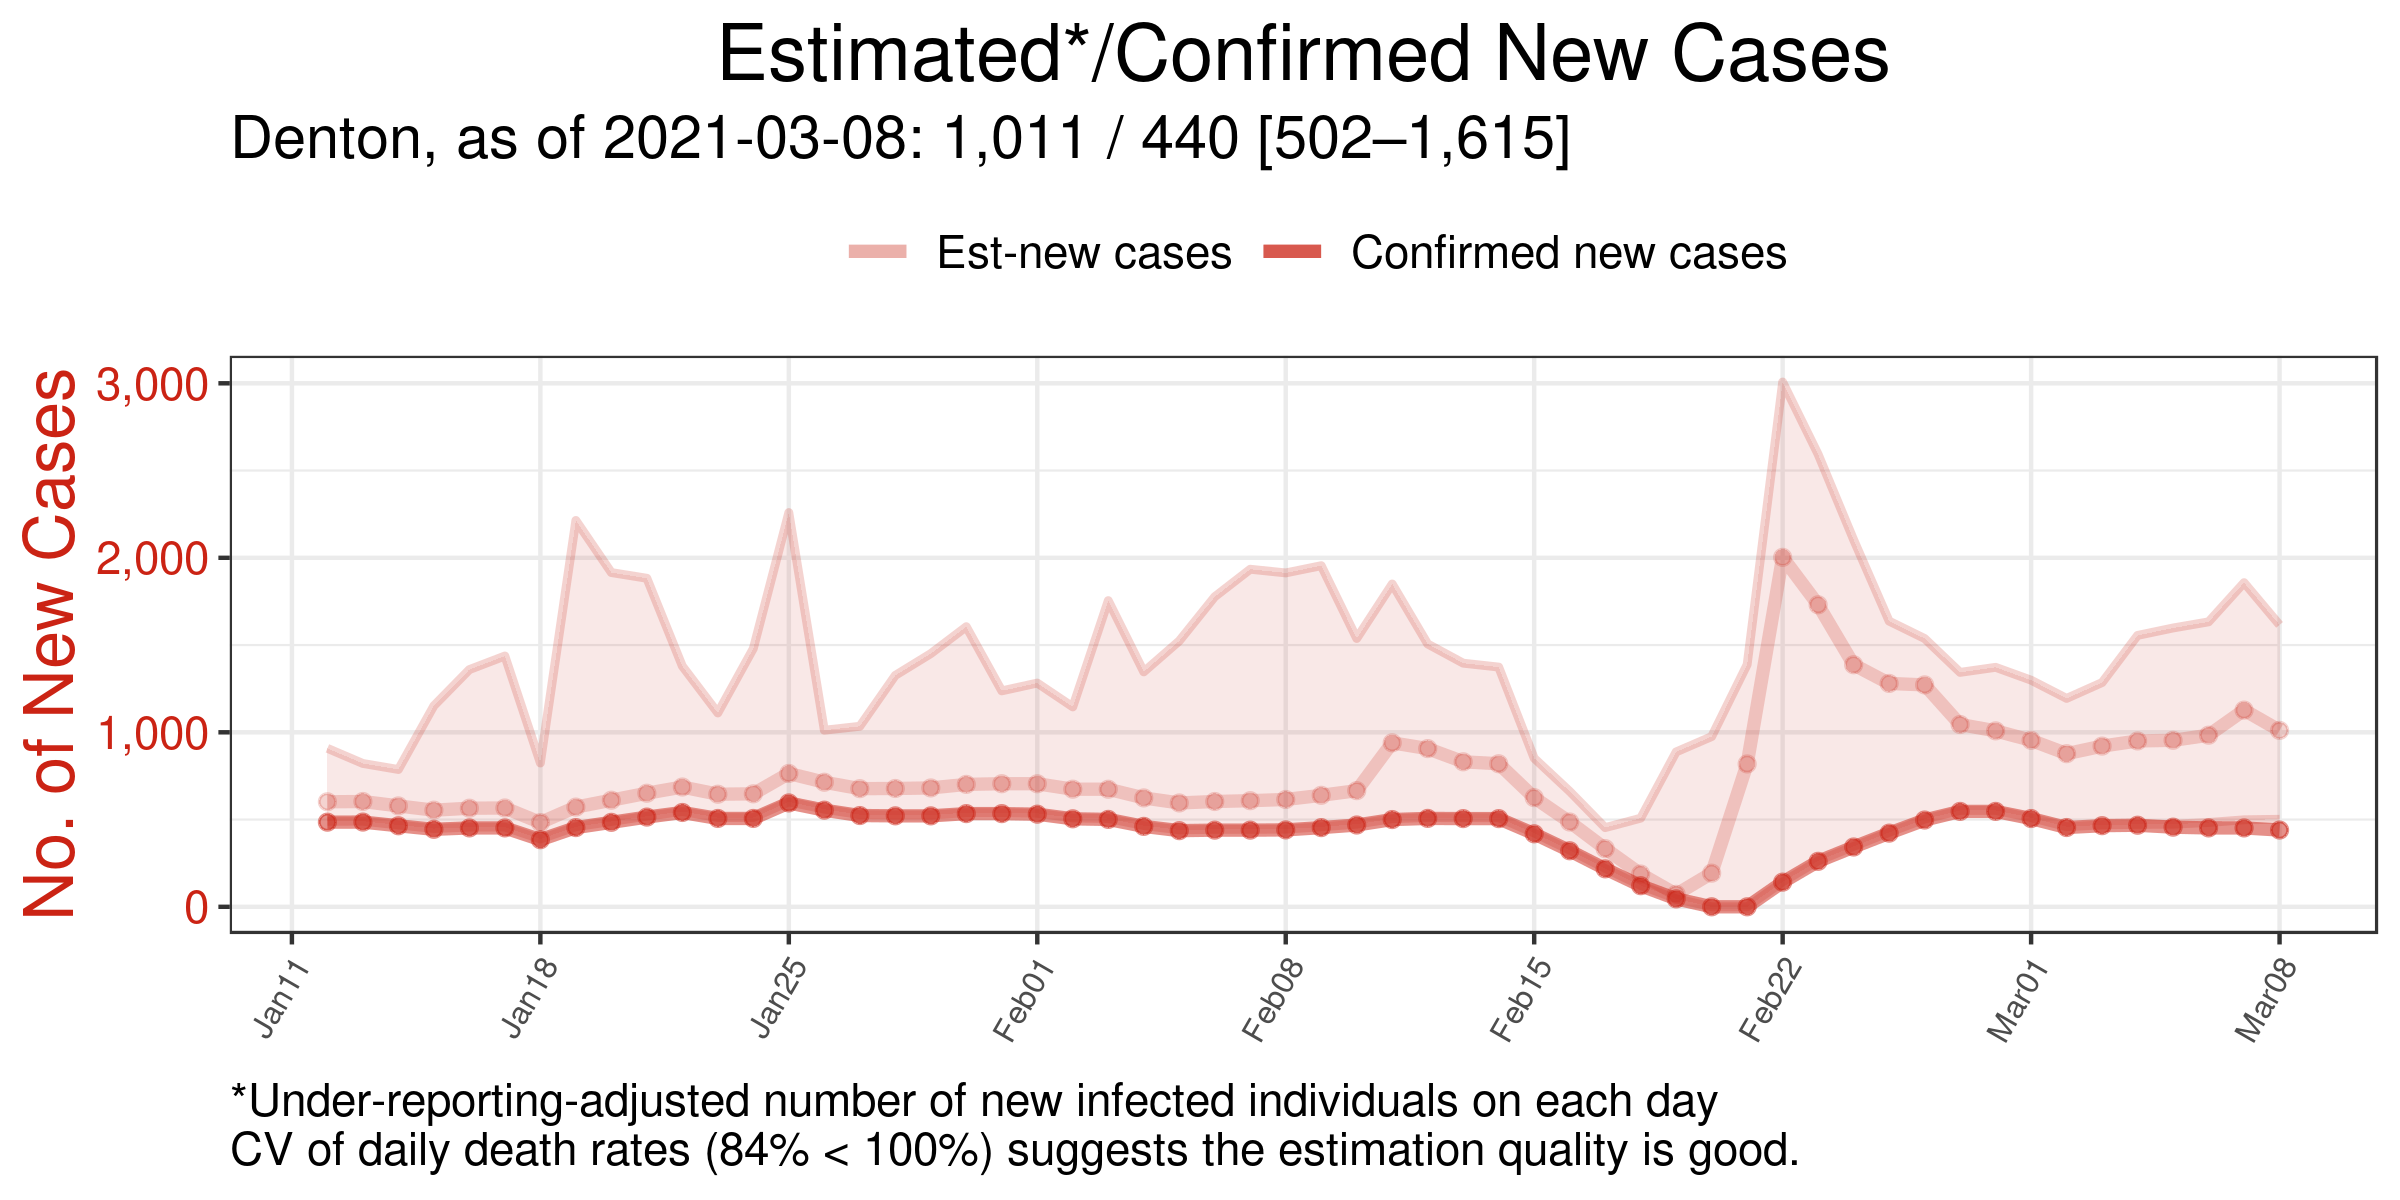 Estimated*/Confirmed New Cases
Denton, as of 2021-03-08: 1,011 / 440 [502–1,615]
Est-new cases Confirmed new cases
No. of New Cases
3,000
2,000
1,000
0
Jan11 Jan18 Jan25 Feb01 Feb08 Feb15 Feb22 Mar01 Mar08
*Under-reporting-adjusted number of new infected individuals on each day
CV of daily death rates (84% < 100%) suggests the estimation quality is good.